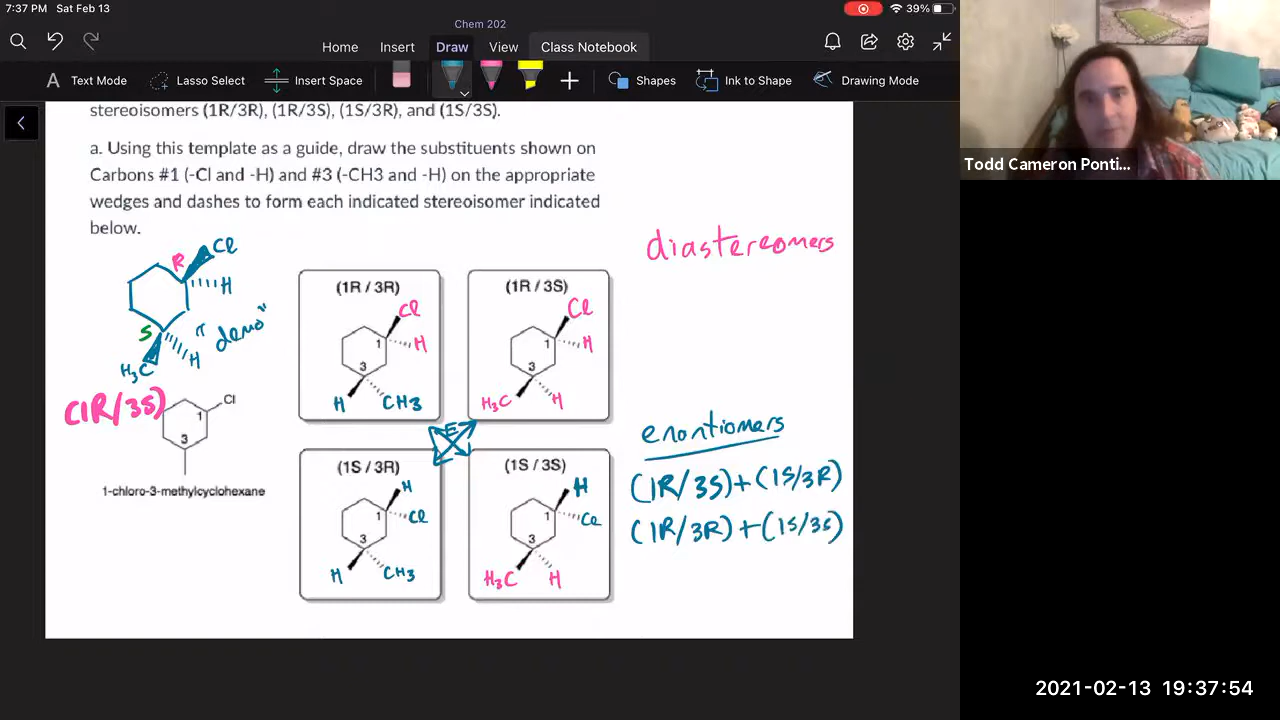 7:37 PM Sat Feb 13
39%
Chem 202
Home Insert Draw View Class Notebook
Text Mode Lasso Select Insert Space Shapes Ink to Shape Drawing Mode
Todd Cameron Ponti...
stereoisomers (1R/3R), (1R/3S), (1S/3R), and (1S/3S).
a. Using this template as a guide, draw the substituents shown on
Carbons #1 (-Cl and -H) and #3 (-CH3 and -H) on the appropriate
wedges and dashes to form each indicated stereoisomer indicated
below.
diastereomers
R Cl
H
S "demo"
H
H3C
(1R/3S)
Cl
1
3
1-chloro-3-methylcyclohexane
(1R / 3R)
Cl
1 H
3
H CH3
(1R / 3S)
Cl
1 H
3
H3C H
E
(1S / 3R)
H
1 Cl
3
H CH3
(1S / 3S)
H
1 Cl
3
H3C H
enontiomers
(1R/3S)+(1S/3R)
(1R/3R)+(1S/3S)
2021-02-13 19:37:54